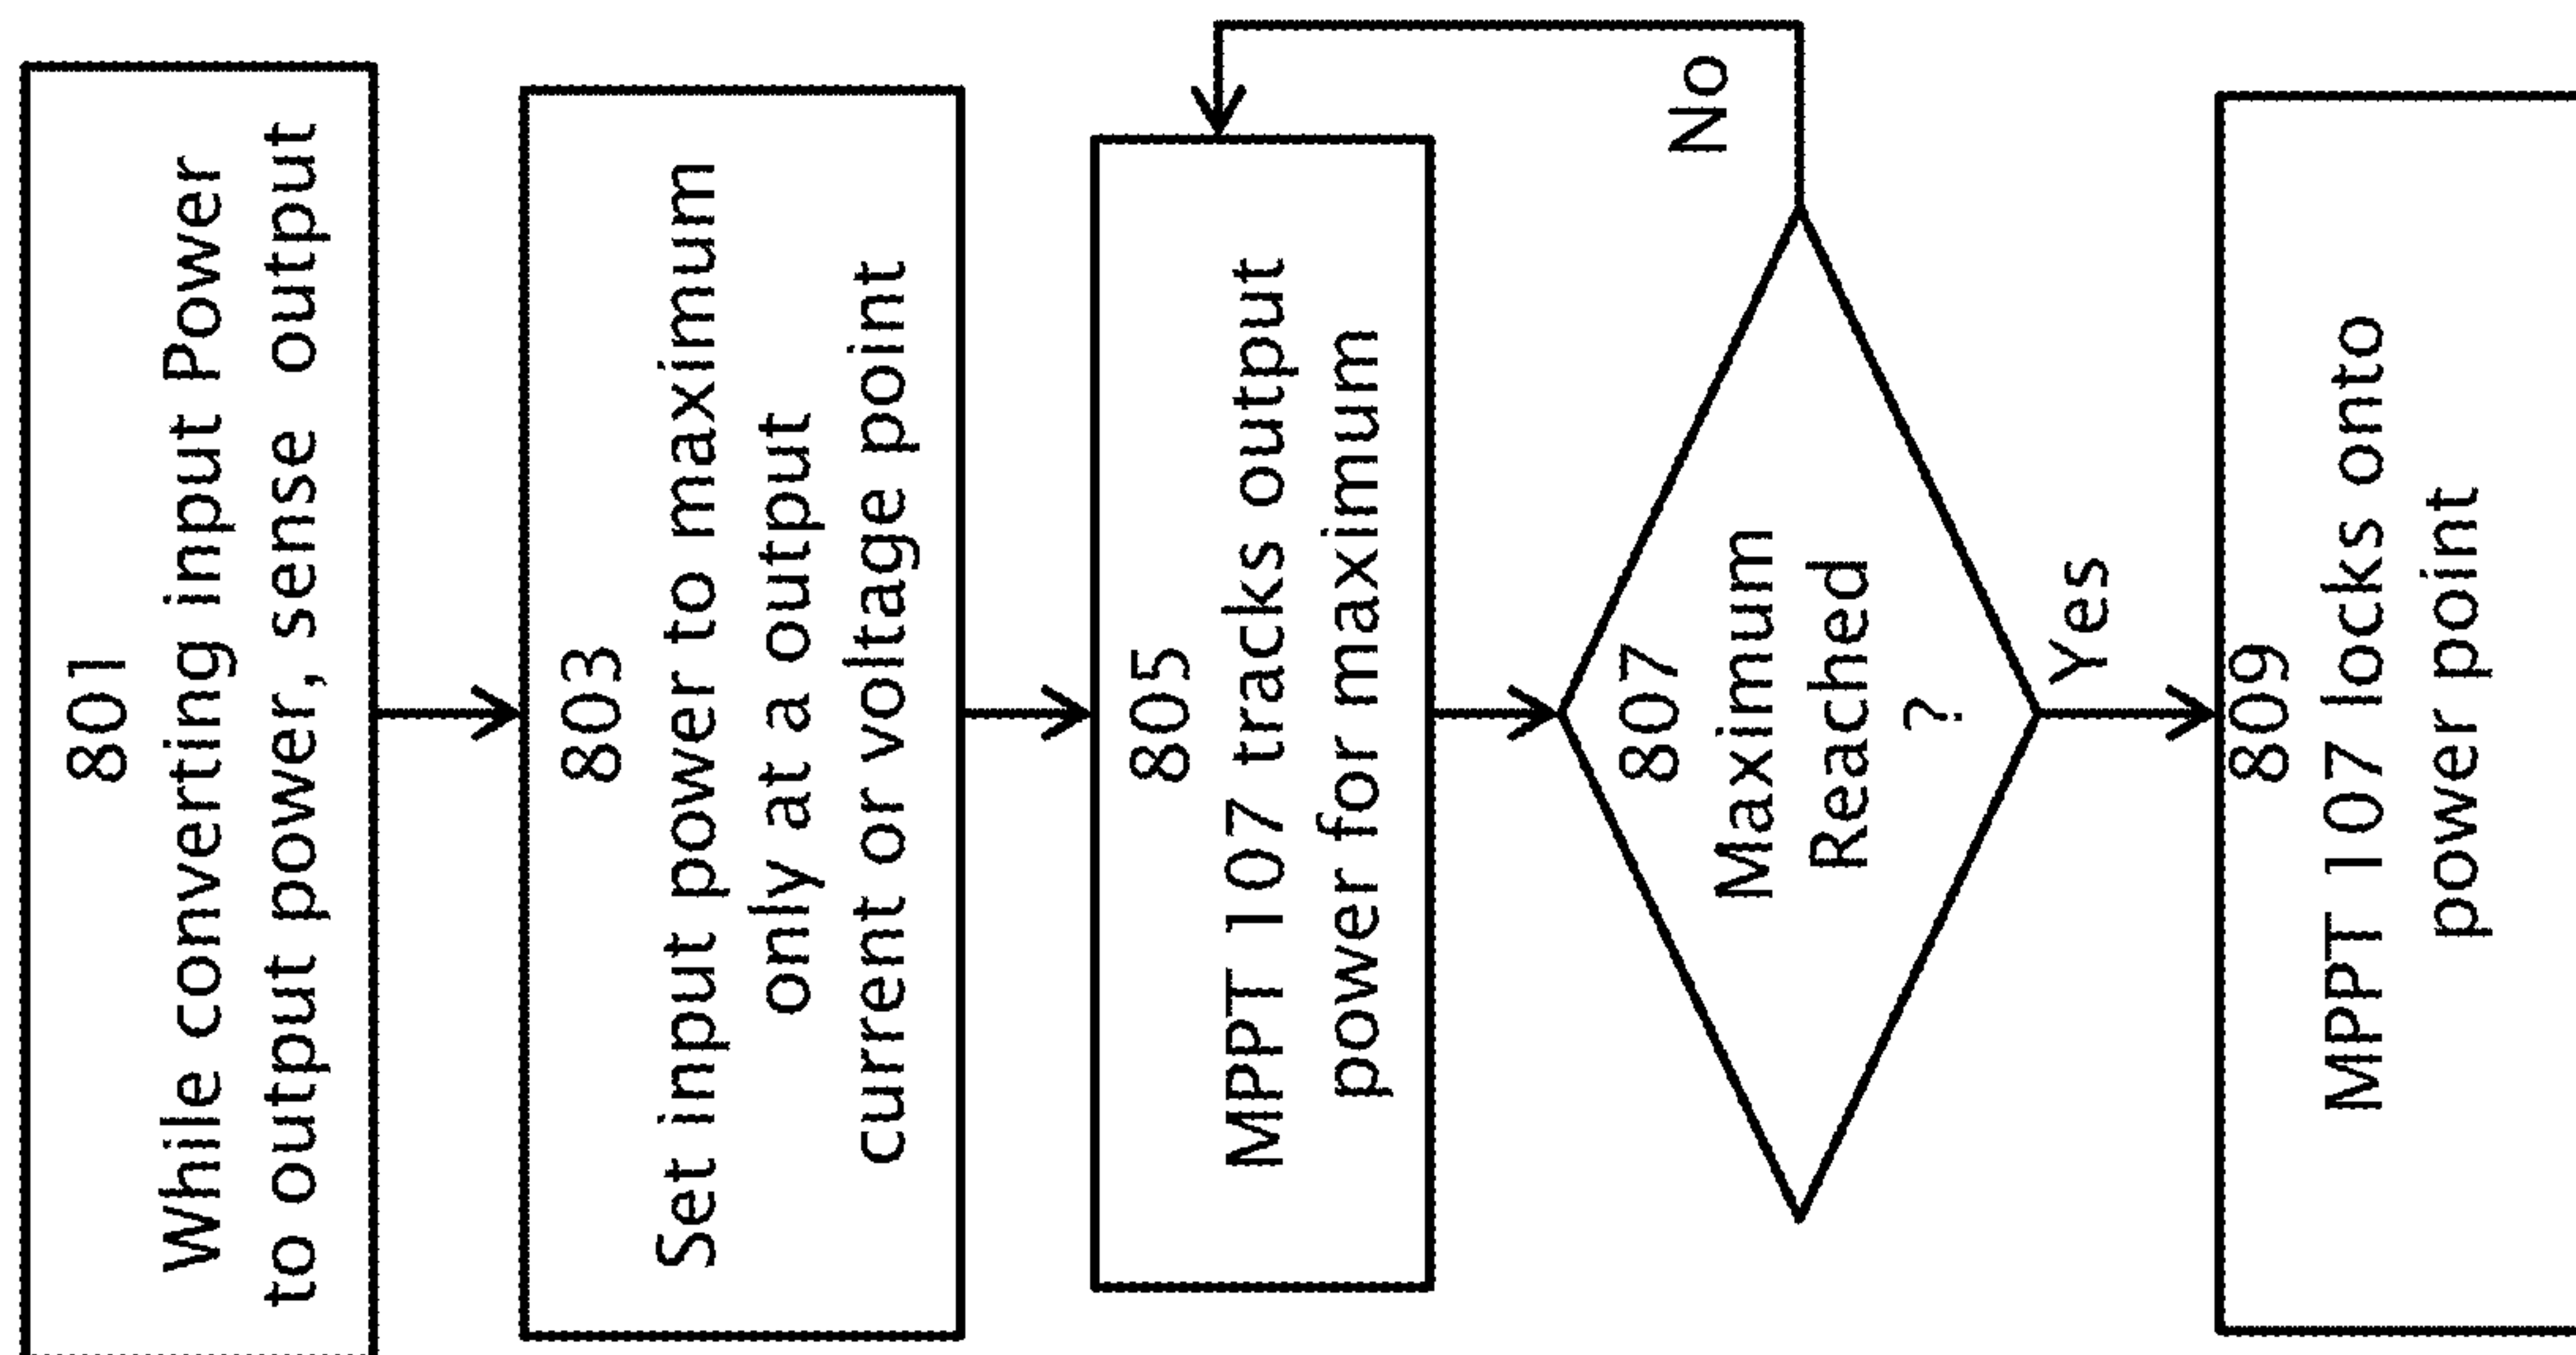 801
While converting input Power
to output power, sense output
803
Set input power to maximum
only at a output
current or voltage point
805
MPPT 107 tracks output
power for maximum
807
Maximum
Reached
?
No
Yes
809
MPPT 107 locks onto
power point